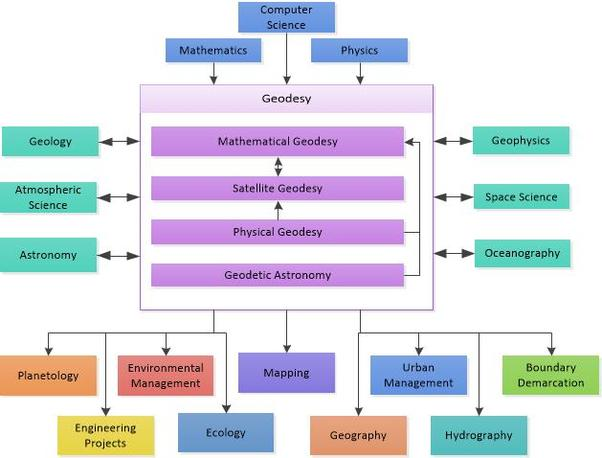 Computer
Science
Mathematics
Physics
Geodesy
Geology
Mathematical Geodesy
Geophysics
Atmospheric
Science
Satellite Geodesy
Space Science
Physical Geodesy
Astronomy
Oceanography
Geodetic Astronomy
Planetology
Environmental
Management
Mapping
Urban
Management
Boundary
Demarcation
Engineering
Projects
Ecology
Geography
Hydrography